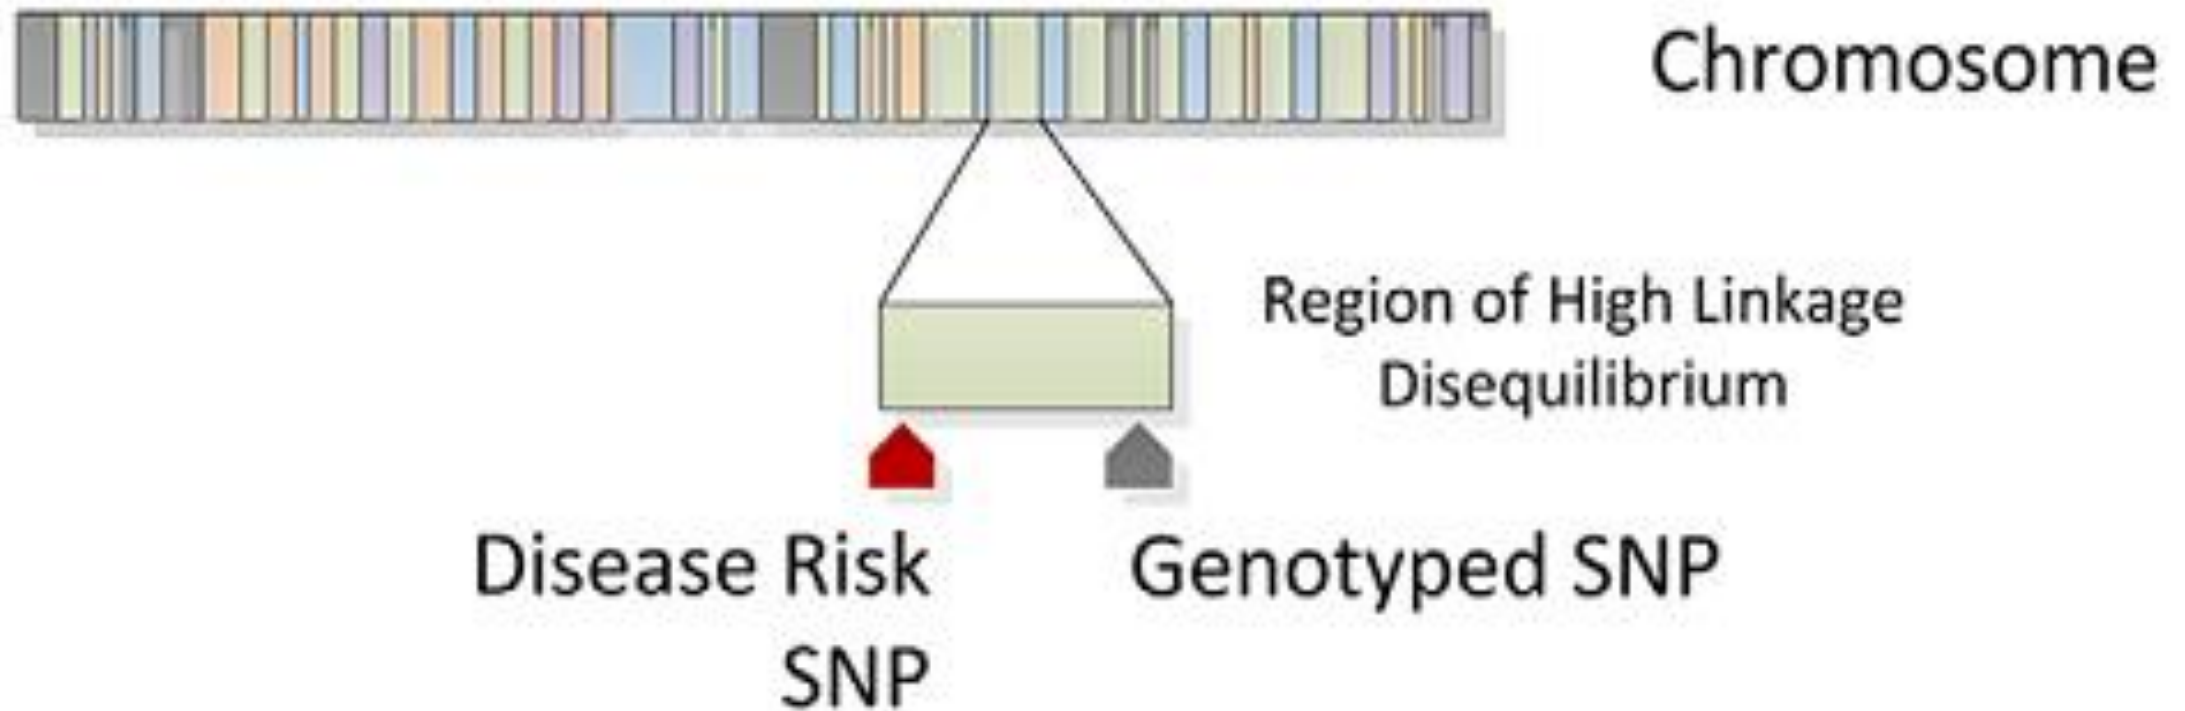 Chromosome
Region of High Linkage
Disequilibrium
Disease Risk
SNP
Genotyped SNP